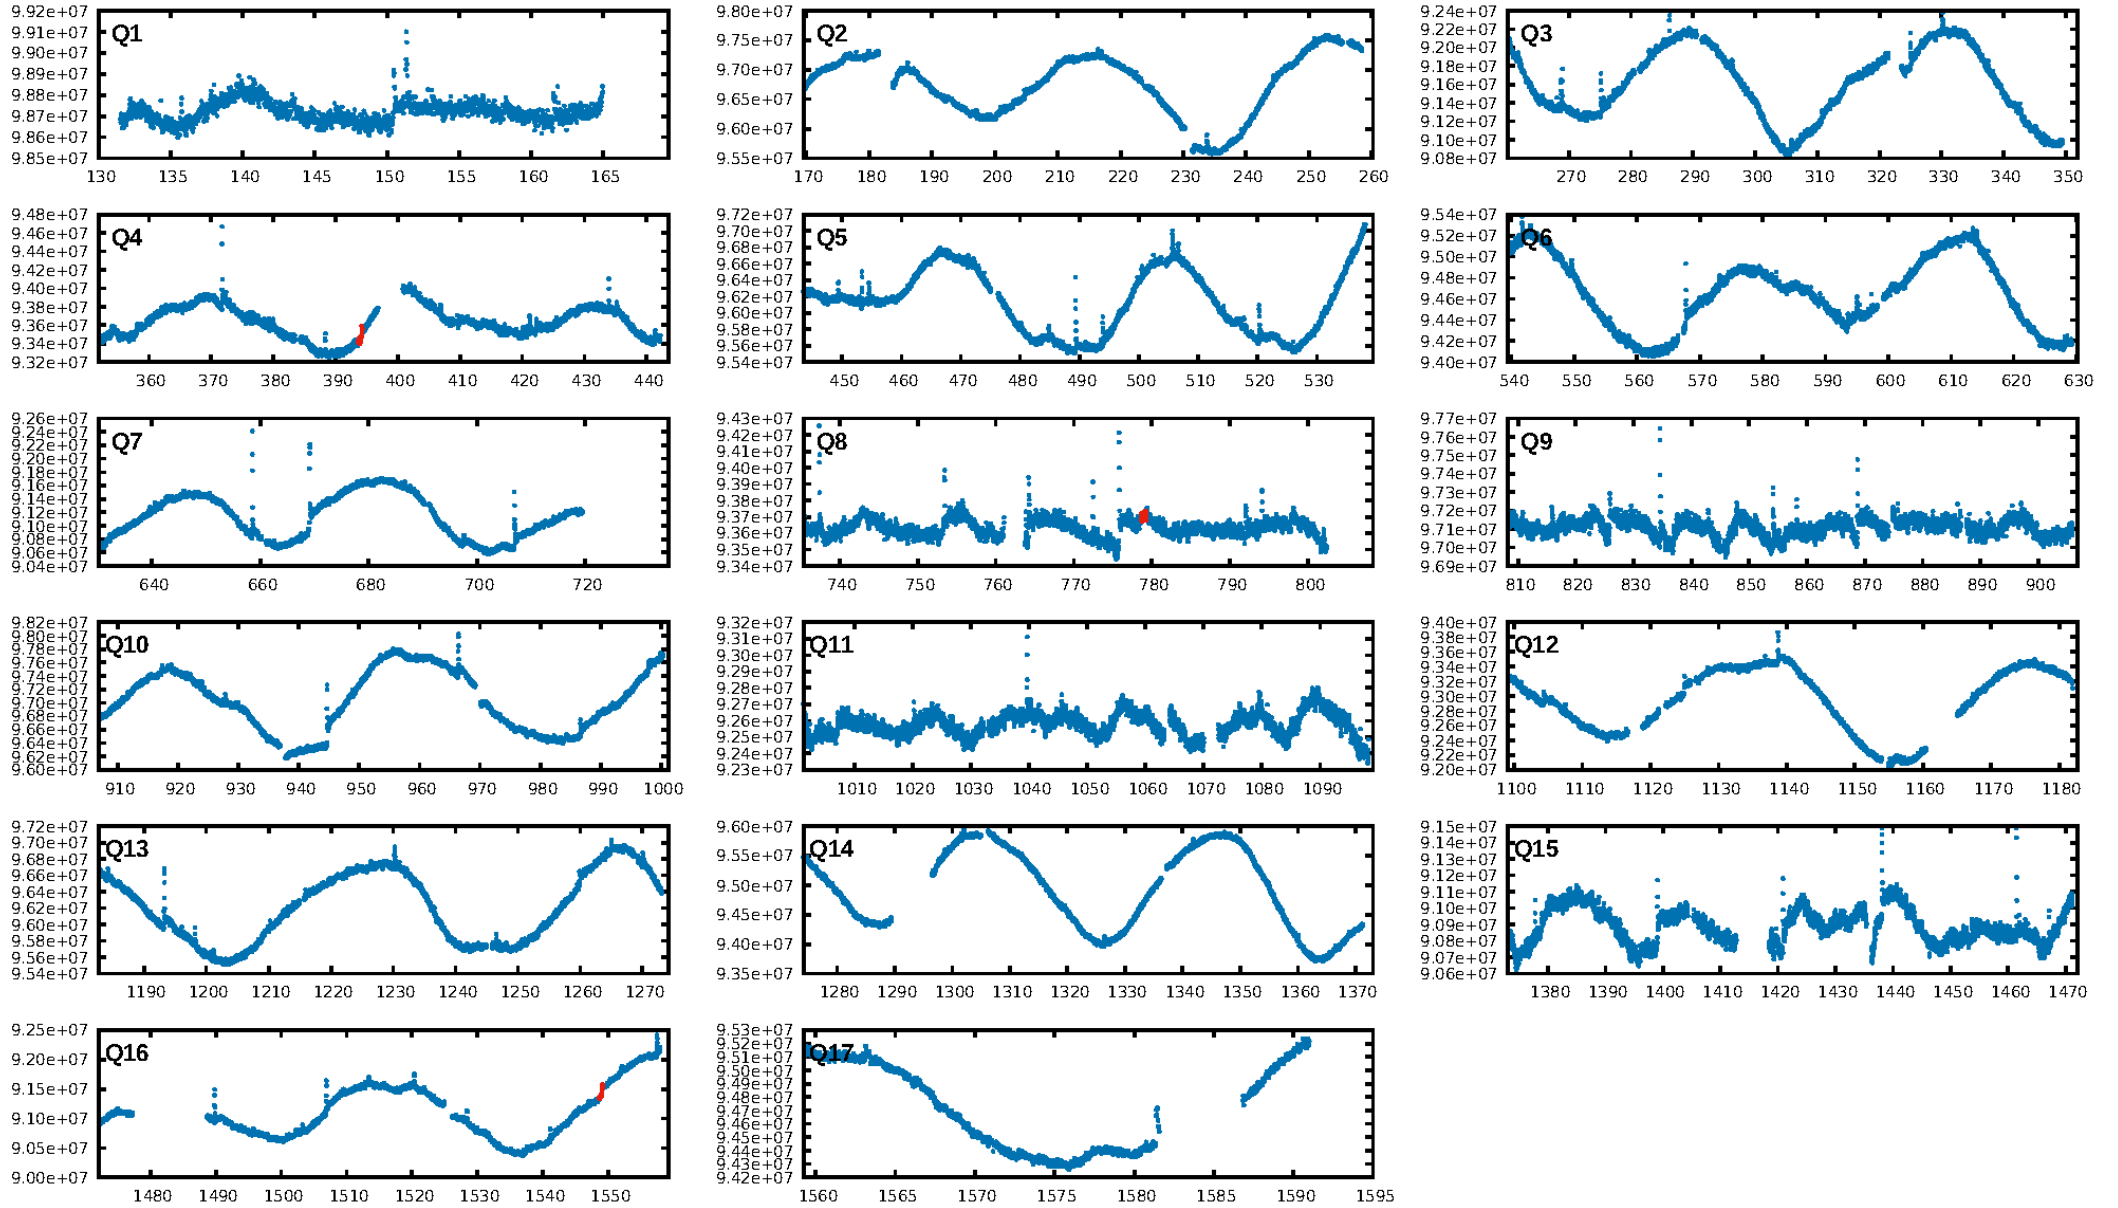 9.92e+07
9.91e+07
9.90e+07
9.89e+07
9.88e+07
9.87e+07
9.86e+07
9.85e+07
Q1
130 135 140 145 150 155 160 165
9.80e+07
9.75e+07
9.70e+07
9.65e+07
9.60e+07
9.55e+07
Q2
170 180 190 200 210 220 230 240 250 260
9.24e+07
9.22e+07
9.20e+07
9.18e+07
9.16e+07
9.14e+07
9.12e+07
9.10e+07
9.08e+07
Q3
270 280 290 300 310 320 330 340 350
9.48e+07
9.46e+07
9.44e+07
9.42e+07
9.40e+07
9.38e+07
9.36e+07
9.34e+07
9.32e+07
Q4
360 370 380 390 400 410 420 430 440
9.72e+07
9.70e+07
9.68e+07
9.66e+07
9.64e+07
9.62e+07
9.60e+07
9.58e+07
9.56e+07
9.54e+07
Q5
450 460 470 480 490 500 510 520 530
9.54e+07
9.52e+07
9.50e+07
9.48e+07
9.46e+07
9.44e+07
9.42e+07
9.40e+07
Q6
540 550 560 570 580 590 600 610 620 630
9.26e+07
9.24e+07
9.22e+07
9.20e+07
9.18e+07
9.16e+07
9.14e+07
9.12e+07
9.10e+07
9.08e+07
9.06e+07
9.04e+07
Q7
640 660 680 700 720
9.43e+07
9.42e+07
9.41e+07
9.40e+07
9.39e+07
9.38e+07
9.37e+07
9.36e+07
9.35e+07
9.34e+07
Q8
740 750 760 770 780 790 800
9.77e+07
9.76e+07
9.75e+07
9.74e+07
9.73e+07
9.72e+07
9.71e+07
9.70e+07
9.69e+07
Q9
810 820 830 840 850 860 870 880 890 900
9.82e+07
9.80e+07
9.78e+07
9.76e+07
9.74e+07
9.72e+07
9.70e+07
9.68e+07
9.66e+07
9.64e+07
9.62e+07
9.60e+07
Q10
910 920 930 940 950 960 970 980 990 1000
9.32e+07
9.31e+07
9.30e+07
9.29e+07
9.28e+07
9.27e+07
9.26e+07
9.25e+07
9.24e+07
9.23e+07
Q11
1010 1020 1030 1040 1050 1060 1070 1080 1090
9.40e+07
9.38e+07
9.36e+07
9.34e+07
9.32e+07
9.30e+07
9.28e+07
9.26e+07
9.24e+07
9.22e+07
9.20e+07
Q12
1100 1110 1120 1130 1140 1150 1160 1170 1180
9.72e+07
9.70e+07
9.68e+07
9.66e+07
9.64e+07
9.62e+07
9.60e+07
9.58e+07
9.56e+07
9.54e+07
Q13
1190 1200 1210 1220 1230 1240 1250 1260 1270
9.60e+07
9.55e+07
9.50e+07
9.45e+07
9.40e+07
9.35e+07
Q14
1280 1290 1300 1310 1320 1330 1340 1350 1360 1370
9.15e+07
9.14e+07
9.13e+07
9.12e+07
9.11e+07
9.10e+07
9.09e+07
9.08e+07
9.07e+07
9.06e+07
Q15
1380 1390 1400 1410 1420 1430 1440 1450 1460 1470
9.25e+07
9.20e+07
9.15e+07
9.10e+07
9.05e+07
9.00e+07
Q16
1480 1490 1500 1510 1520 1530 1540 1550
9.53e+07
9.52e+07
9.51e+07
9.50e+07
9.49e+07
9.48e+07
9.47e+07
9.46e+07
9.45e+07
9.44e+07
9.43e+07
9.42e+07
Q17
1560 1565 1570 1575 1580 1585 1590 1595